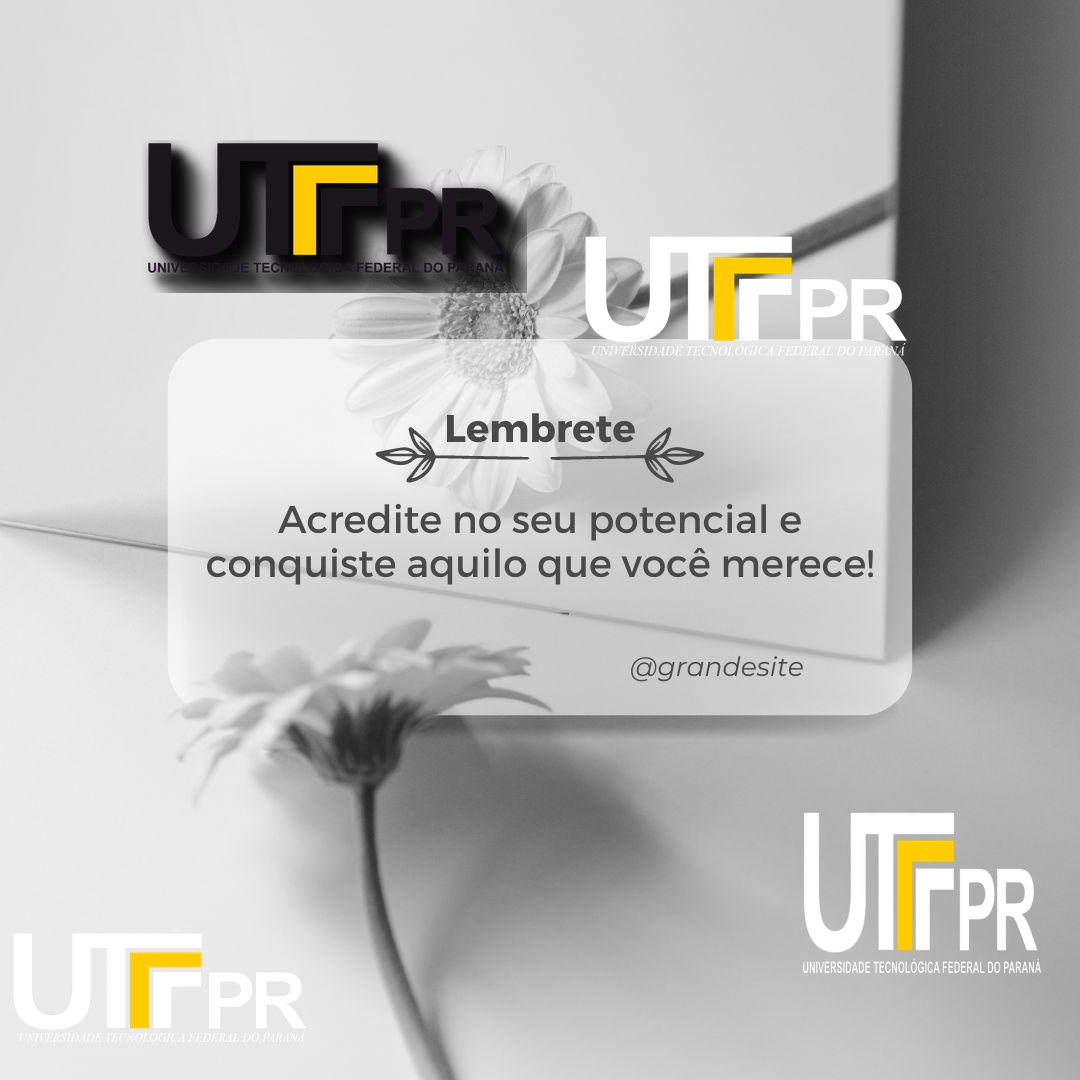 UTFPR
UNIVERSIDADE TECNOLÓGICA FEDERAL DO PARANÁ
UTFPR
UNIVERSIDADE TECNOLÓGICA FEDERAL DO PARANÁ
Lembrete
Acredite no seu potencial e
conquiste aquilo que você merece!
@grandesite
UTFPR
UNIVERSIDADE TECNOLÓGICA FEDERAL DO PARANÁ
UTFPR
UNIVERSIDADE TECNOLÓGICA FEDERAL DO PARANÁ